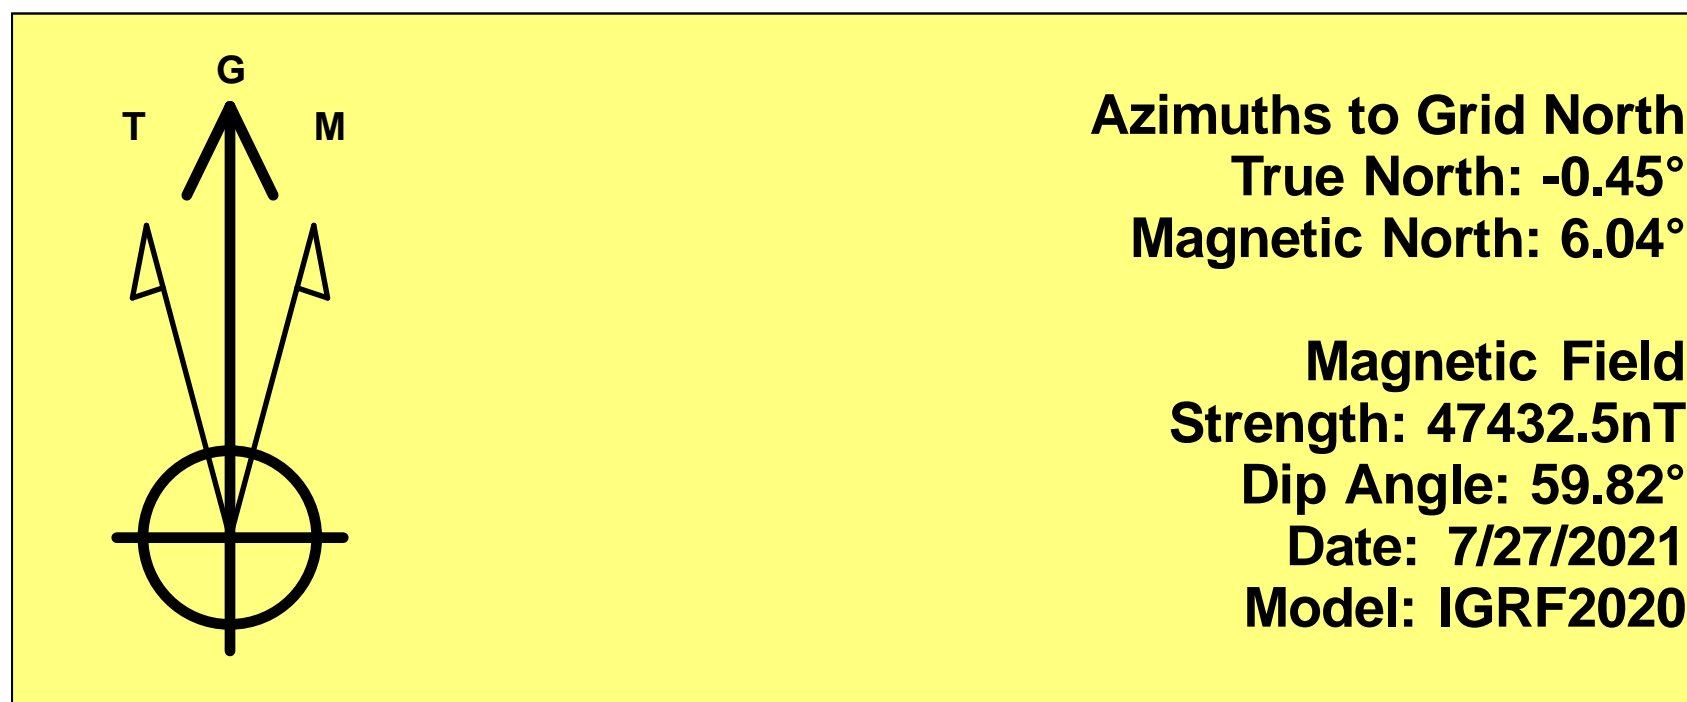 G
T M
Azimuths to Grid North
True North: -0.45°
Magnetic North: 6.04°
Magnetic Field
Strength: 47432.5nT
Dip Angle: 59.82°
Date: 7/27/2021
Model: IGRF2020